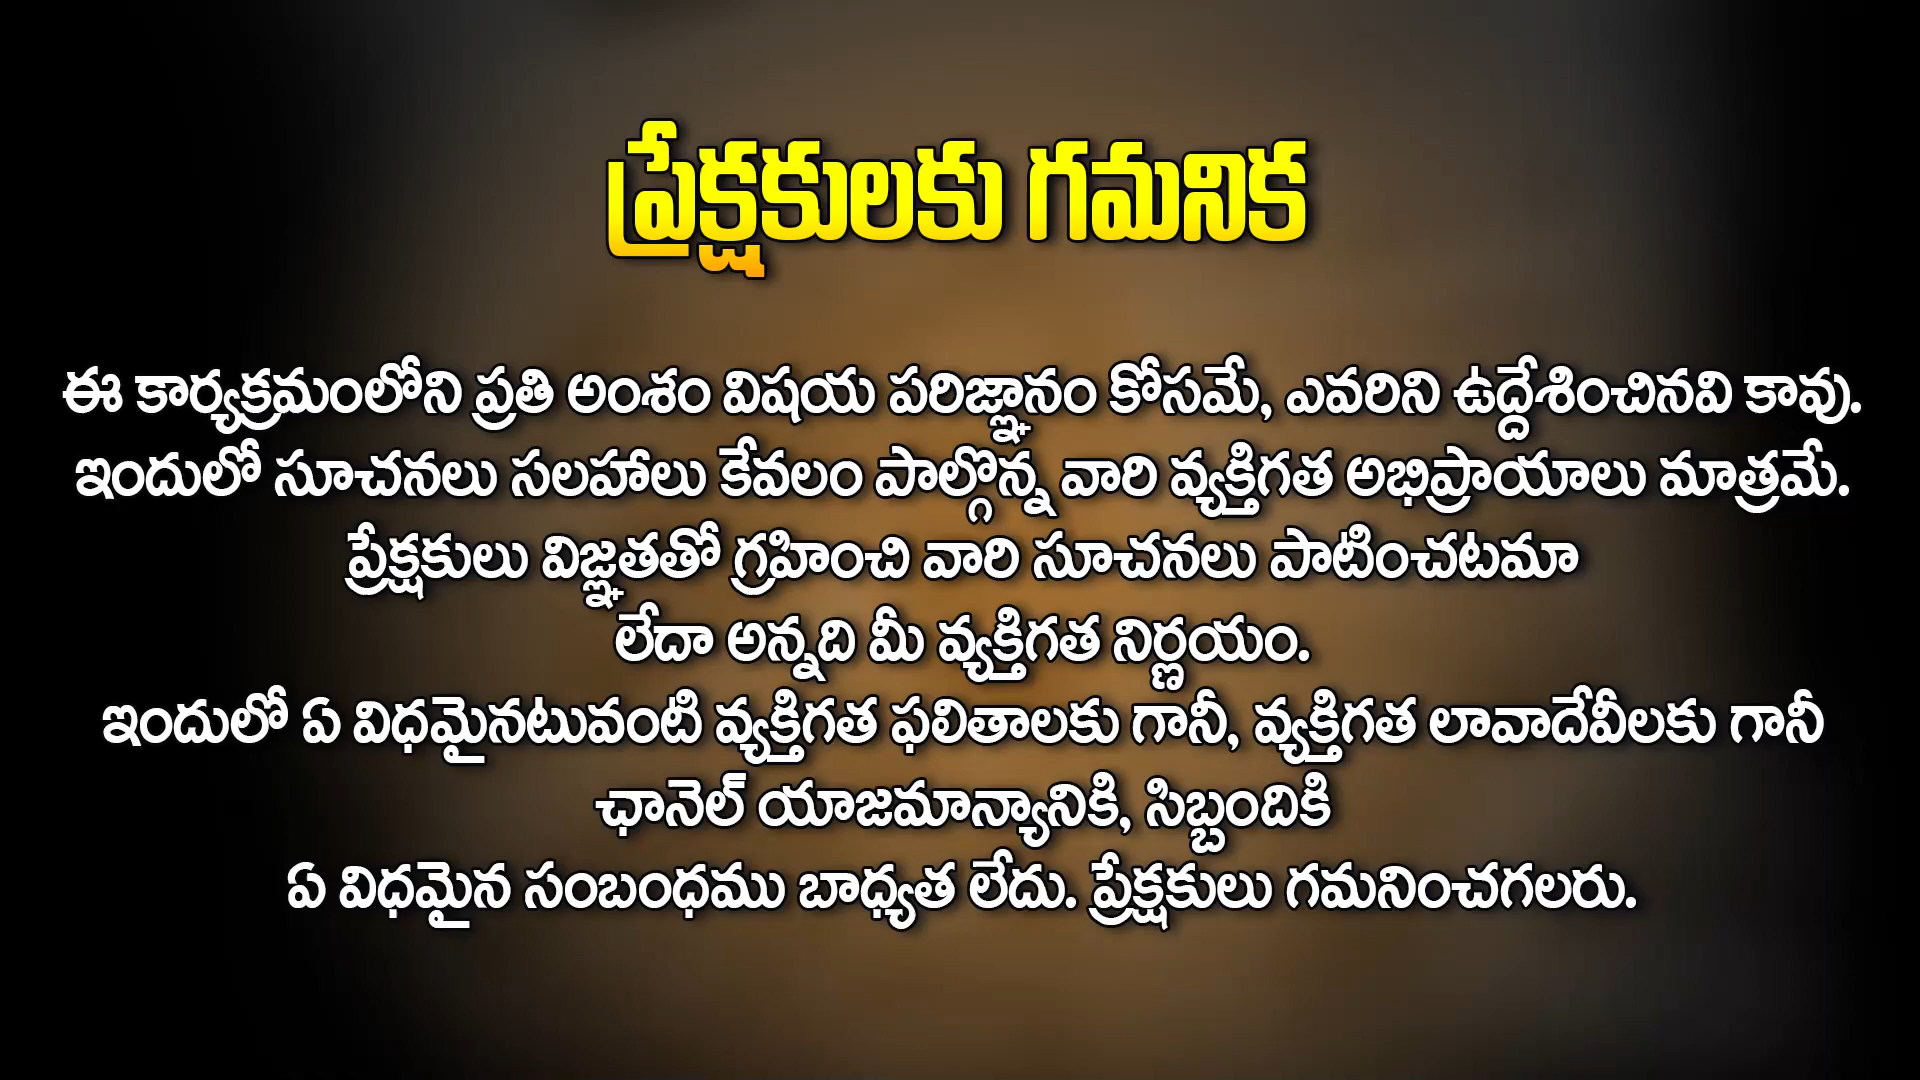 ప్రేక్షకులకు గమనిక
ఈ కార్యక్రమంలోని ప్రతి అంశం విషయ పరిజ్ఞానం కోసమే, ఎవరిని ఉద్దేశించినవి కావు.
ఇందులో సూచనలు సలహాలు కేవలం పాల్గొన్న వారి వ్యక్తిగత అభిప్రాయాలు మాత్రమే.
ప్రేక్షకులు విజ్ఞతతో గ్రహించి వారి సూచనలు పాటించటమా
లేదా అన్నది మీ వ్యక్తిగత నిర్ణయం.
ఇందులో ఏ విధమైనటువంటి వ్యక్తిగత ఫలితాలకు గానీ, వ్యక్తిగత లావాదేవీలకు గానీ
ఛానెల్ యాజమాన్యానికి, సిబ్బందికి
ఏ విధమైన సంబంధము బాధ్యత లేదు. ప్రేక్షకులు గమనించగలరు.